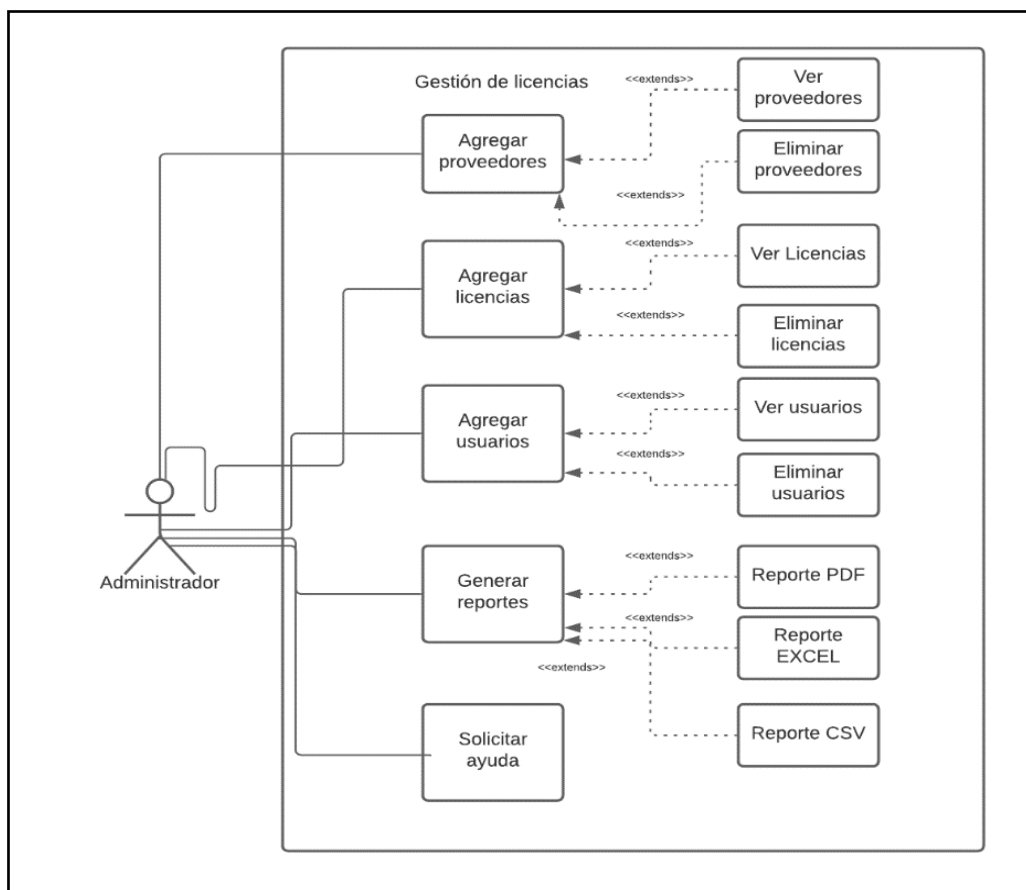 Gestión de licencias
<<extends>>
Ver
proveedores
Agregar
proveedores
Eliminar
proveedores
<<extends>>
<<extends>>
Ver Licencias
Agregar
licencias
<<extends>>
Eliminar
licencias
<<extends>>
Ver usuarios
Agregar
usuarios
<<extends>>
Eliminar
usuarios
Administrador
<<extends>>
Reporte PDF
Generar
reportes
<<extends>>
Reporte
EXCEL
<<extends>>
Solicitar
ayuda
Reporte CSV